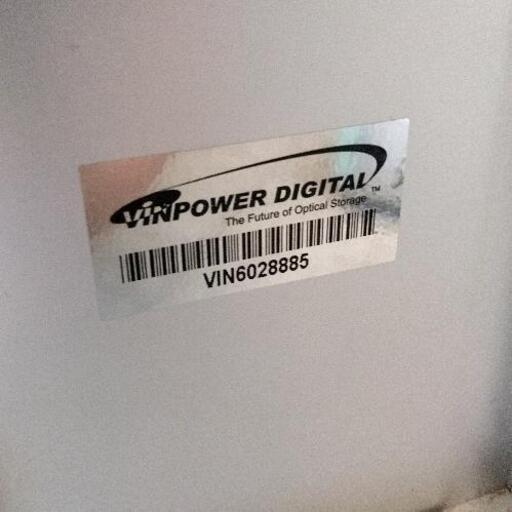 VINPOWER DIGITAL™
The Future of Optical Storage
VIN6028885